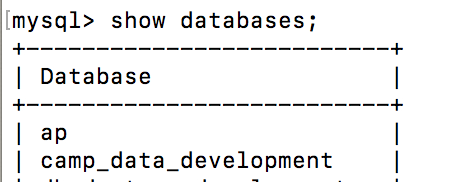 mysql> show databases;
+--------------------------+
| Database                 |
+--------------------------+
| ap                       |
| camp_data_development    |